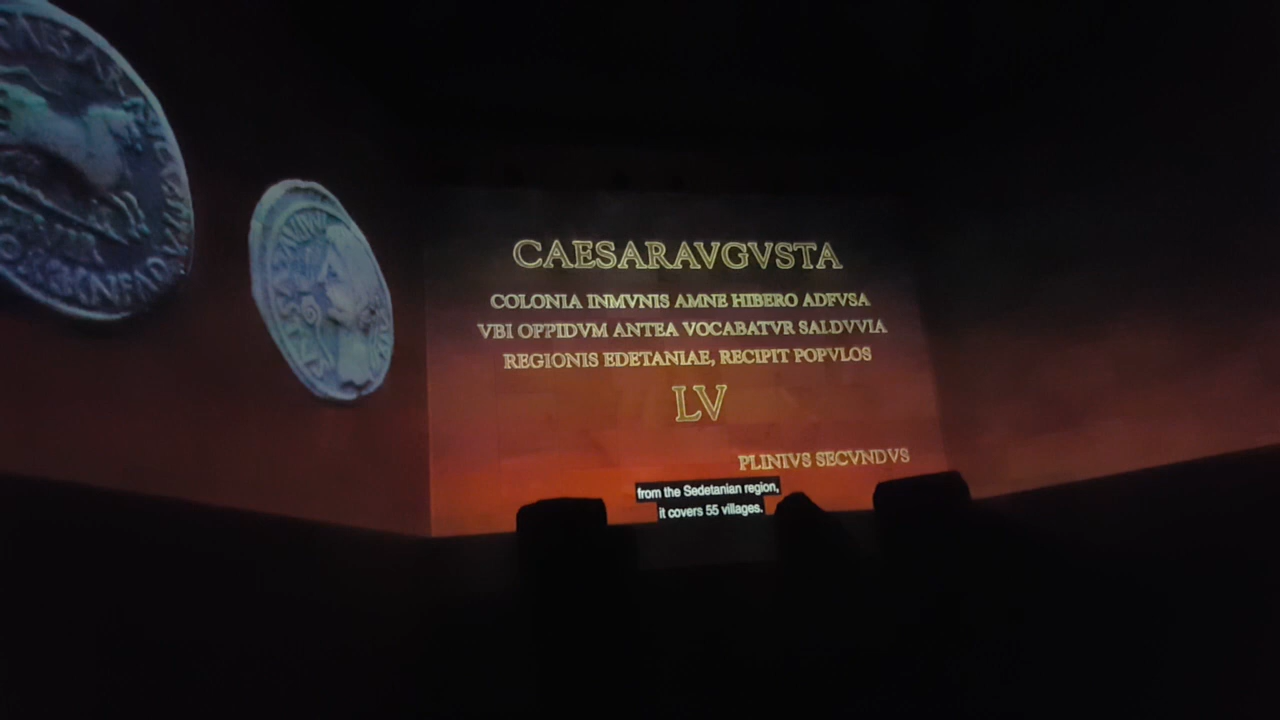 CAESARAVGVSTA
COLONIA INMVNIS AMNE HIBERO ADFVSA
VBI OPPIDVM ANTEA VOCABATVR SALDVVIA
REGIONIS EDETANIAE, RECIPIT POPVLOS
LV
PLINIVS SECVNDVS
from the Sedetanian region,
it covers 55 villages.